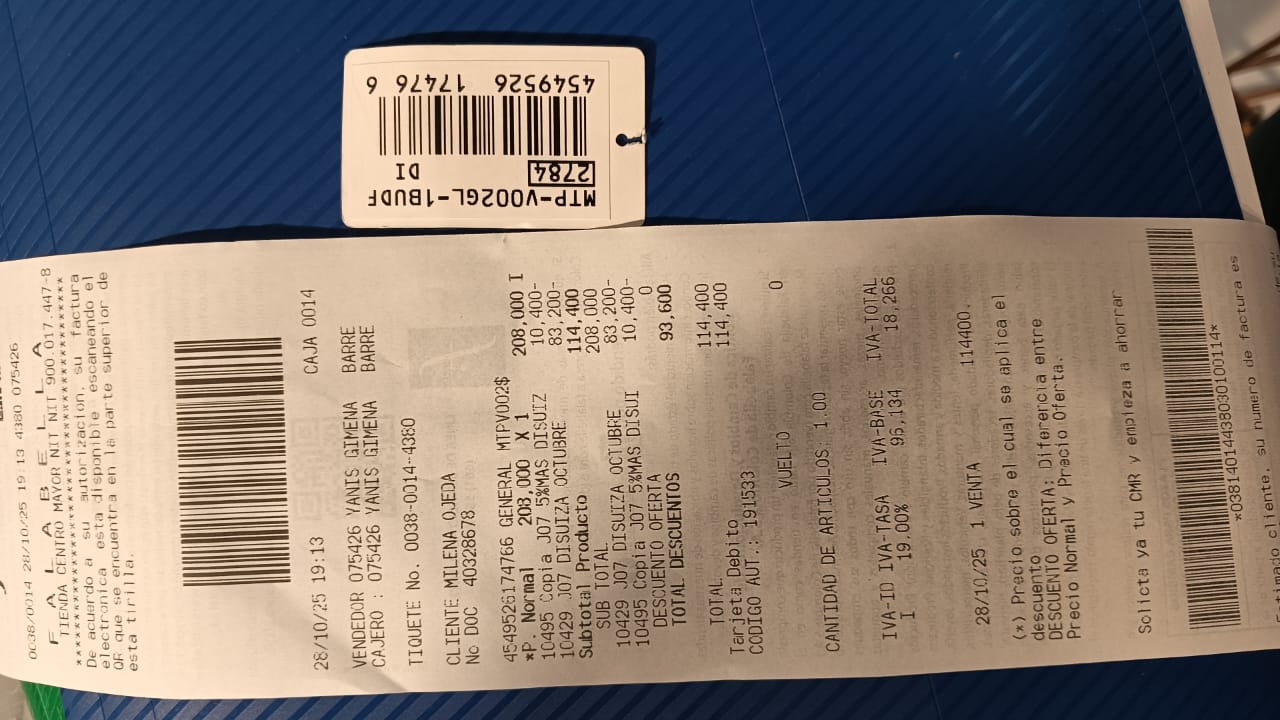 MTP-V002GL-1BUDF
2784 DI
4549526 17476 6
0038/0014 28/10/25 19 13 4380 075426
F A L A B E L L A
TIENDA CENTRO MAYOR NIT NIT 900.017.447-8
De acuerdo a su autorizacion, su factura
electronica esta disponible escaneando el
QR que se encuentra en la parte superior de
esta tirilla.
28/10/25 19:13 CAJA 0014
VENDEDOR 075426 YANIS GIMENA BARRE
CAJERO : 075426 YANIS GIMENA BARRE
TIQUETE No. 0038-0014-4380
CLIENTE MILENA OJEDA
No DOC 40328678
4549526174766 GENERAL MTPV002$ 208,000 I
*P. Normal 208,000 X 1
10495 Copia J07 5%MAS DISUIZ 10,400-
10429 J07 DISUIZA OCTUBRE 83,200-
Subtotal Producto 114,400
SUB TOTAL 208,000
10429 J07 DISUIZA OCTUBRE 83,200-
10495 Copia J07 5%MAS DISUI 10,400-
DESCUENTO OFERTA 0
TOTAL DESCUENTOS 93,600
TOTAL 114,400
Tarjeta Debito 114,400
CODIGO AUT.: 191533
VUELTO 0
CANTIDAD DE ARTICULOS: 1.00
IVA-ID IVA-TASA IVA-BASE IVA-TOTAL
I 19.00% 96,134 18,266
28/10/25 1 VENTA 114400.
(*) Precio sobre el cual se aplica el
descuento
DESCUENTO OFERTA: Diferencia entre
Precio Normal y Precio Oferta.
Solicta ya tu CMR y empieza a ahorrar
*03814014438030100114*
Estimado cliente, su numero de factura es